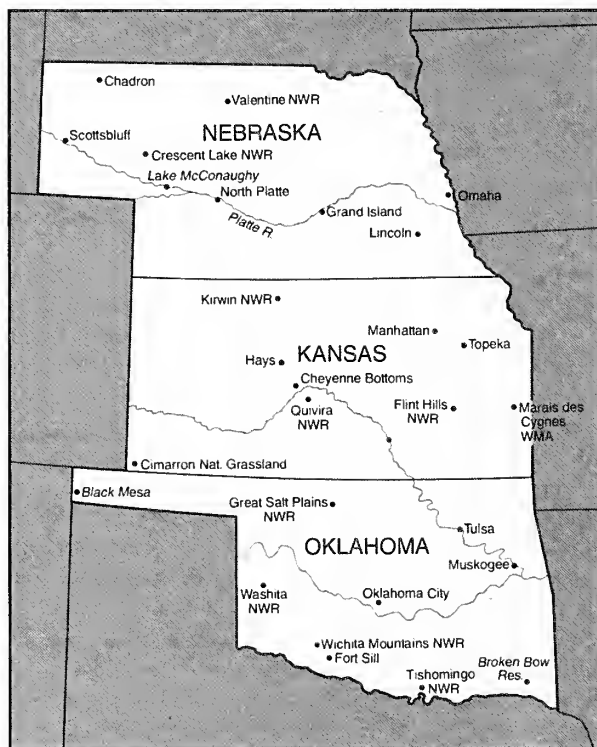 Chadron
Valentine NWR
NEBRASKA
Scottsbluff
Crescent Lake NWR
Lake McConaughy
North Platte
Omaha
Platte R.
Grand Island
Lincoln
Kirwin NWR
Manhattan
Topeka
KANSAS
Hays
Cheyenne Bottoms
Quivira
NWR
Flint Hills
NWR
Marais des
Cygnes
WMA
Cimarron Nat. Grassland
Black Mesa
Great Salt Plains
NWR
Tulsa
OKLAHOMA
Muskogee
Washita
NWR
Oklahoma City
Wichita Mountains NWR
Fort Sill
Tishomingo
NWR
Broken Bow
Res.